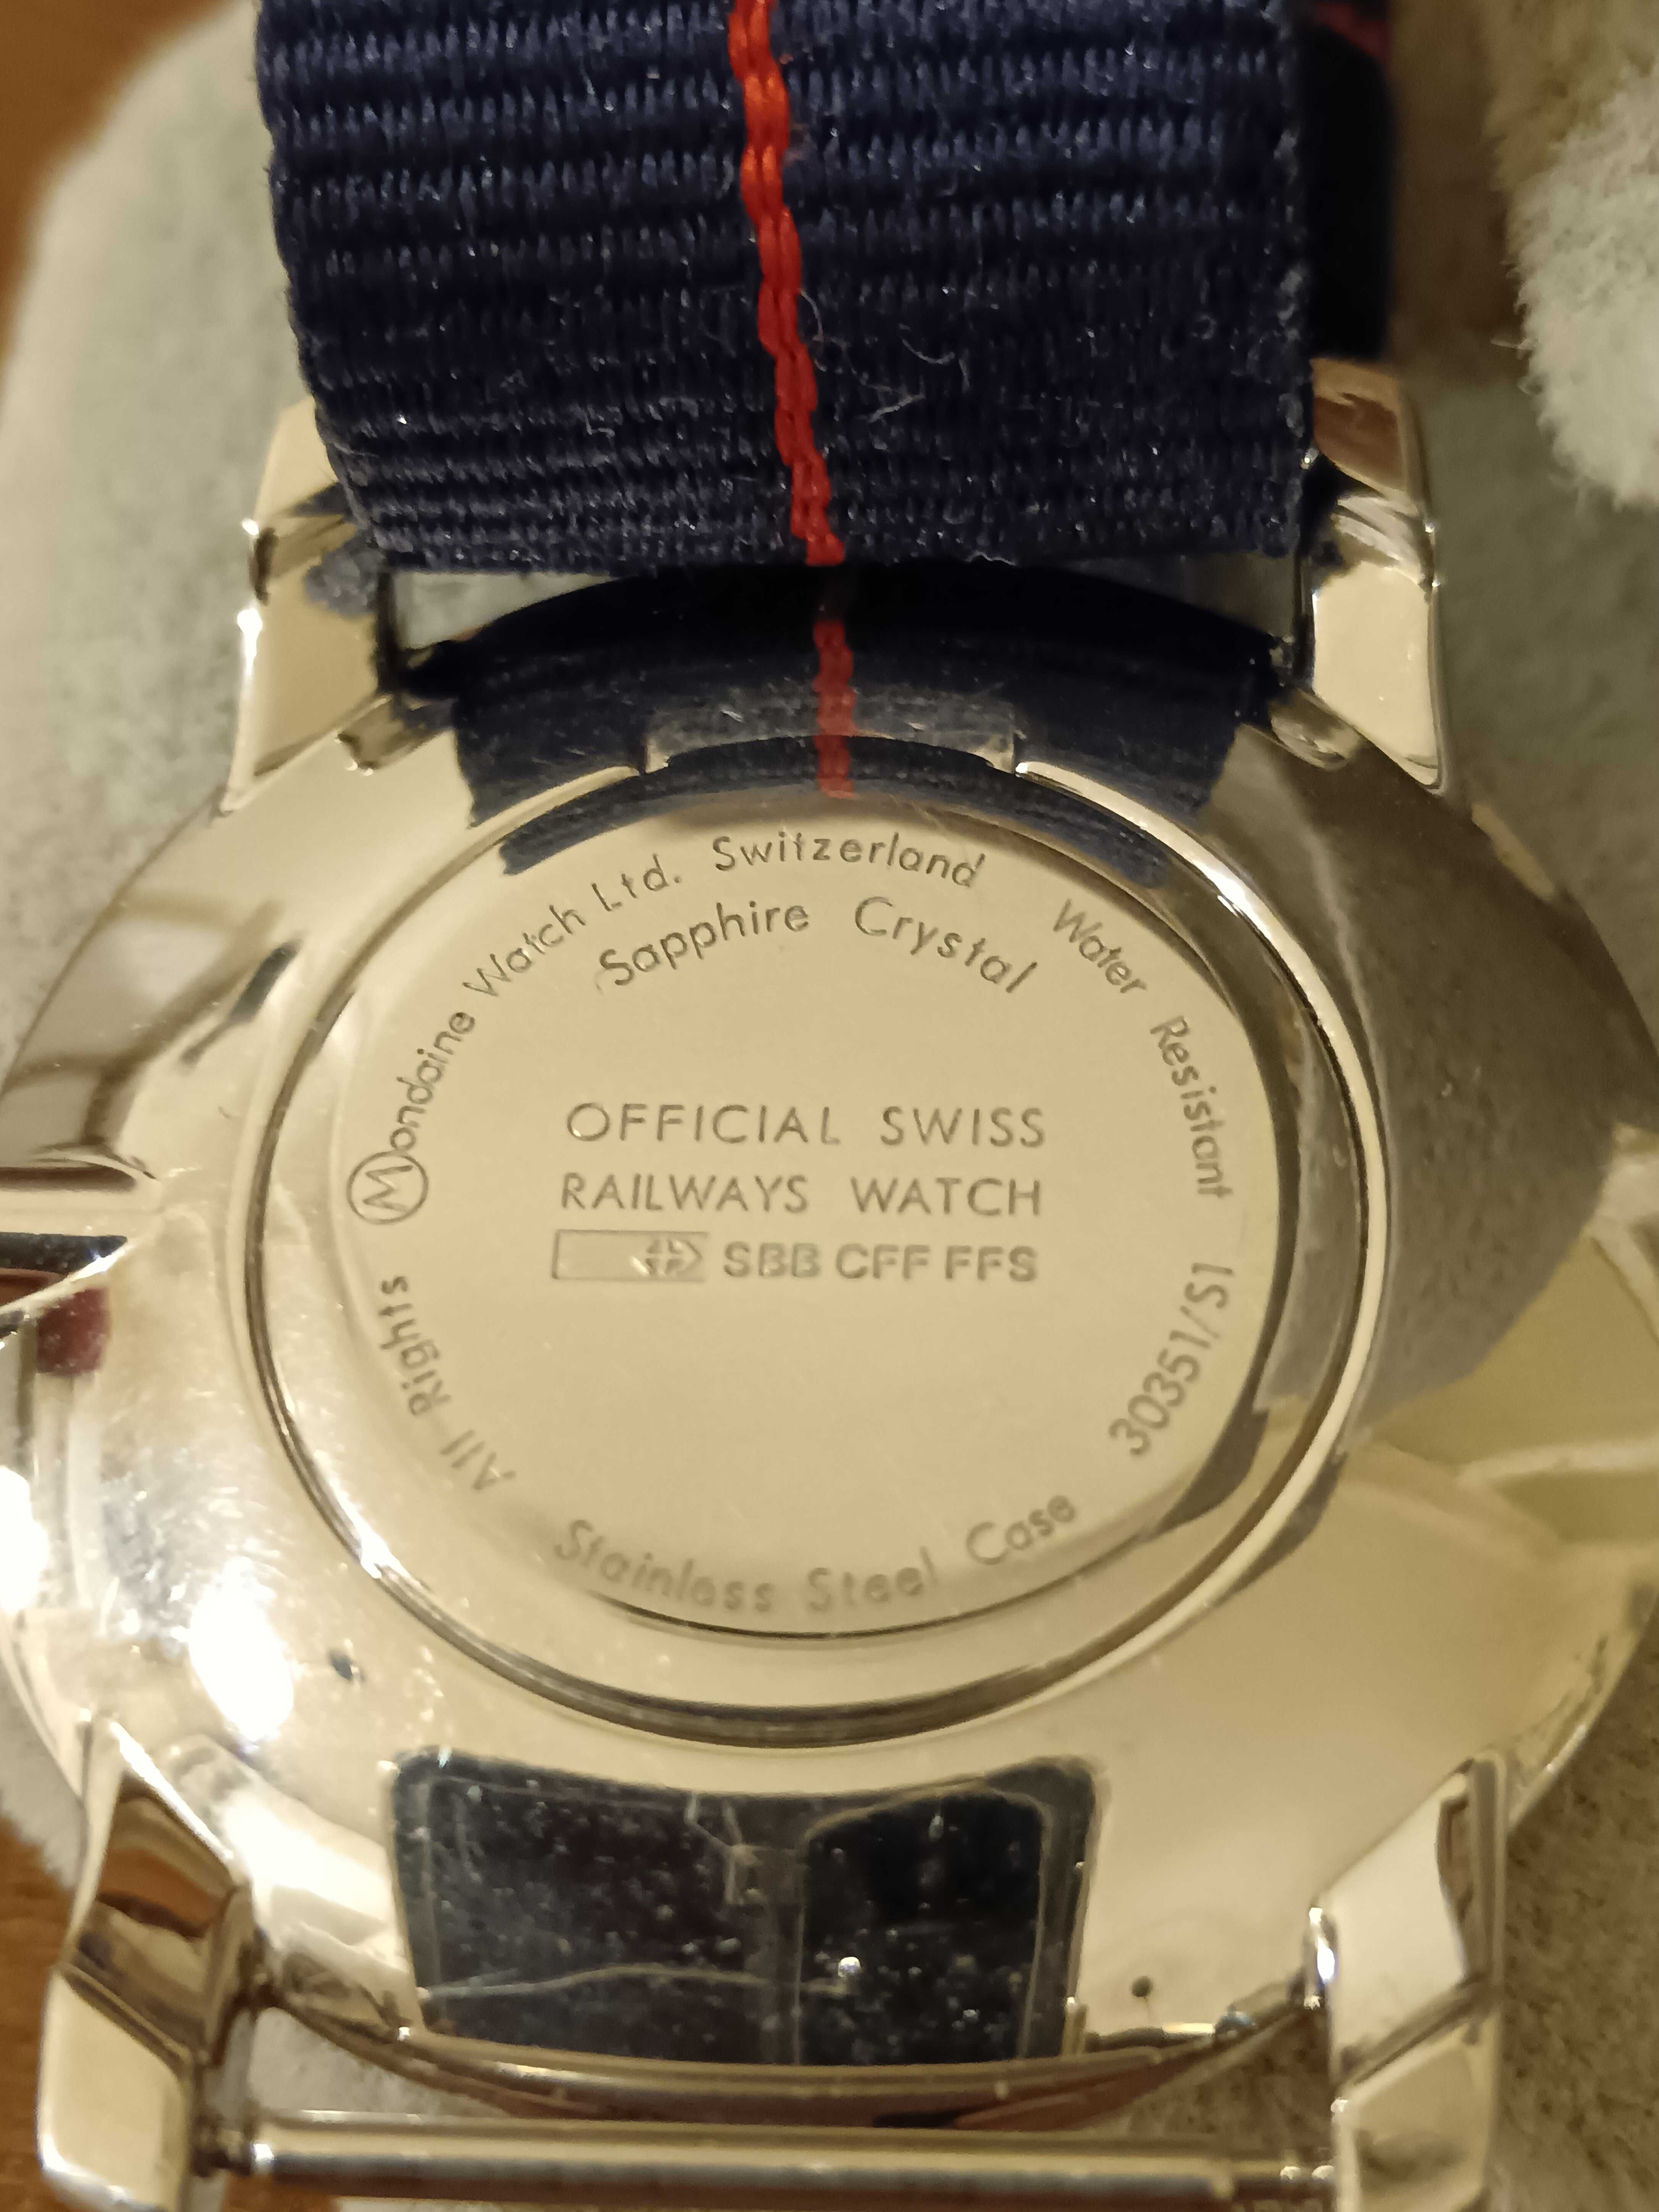 Mondaine Watch Ltd. Switzerland Water Resistant 30351/S1
Sapphire Crystal
OFFICIAL SWISS
RAILWAYS WATCH
SBB CFF FFS
All Rights Stainless Steel Case